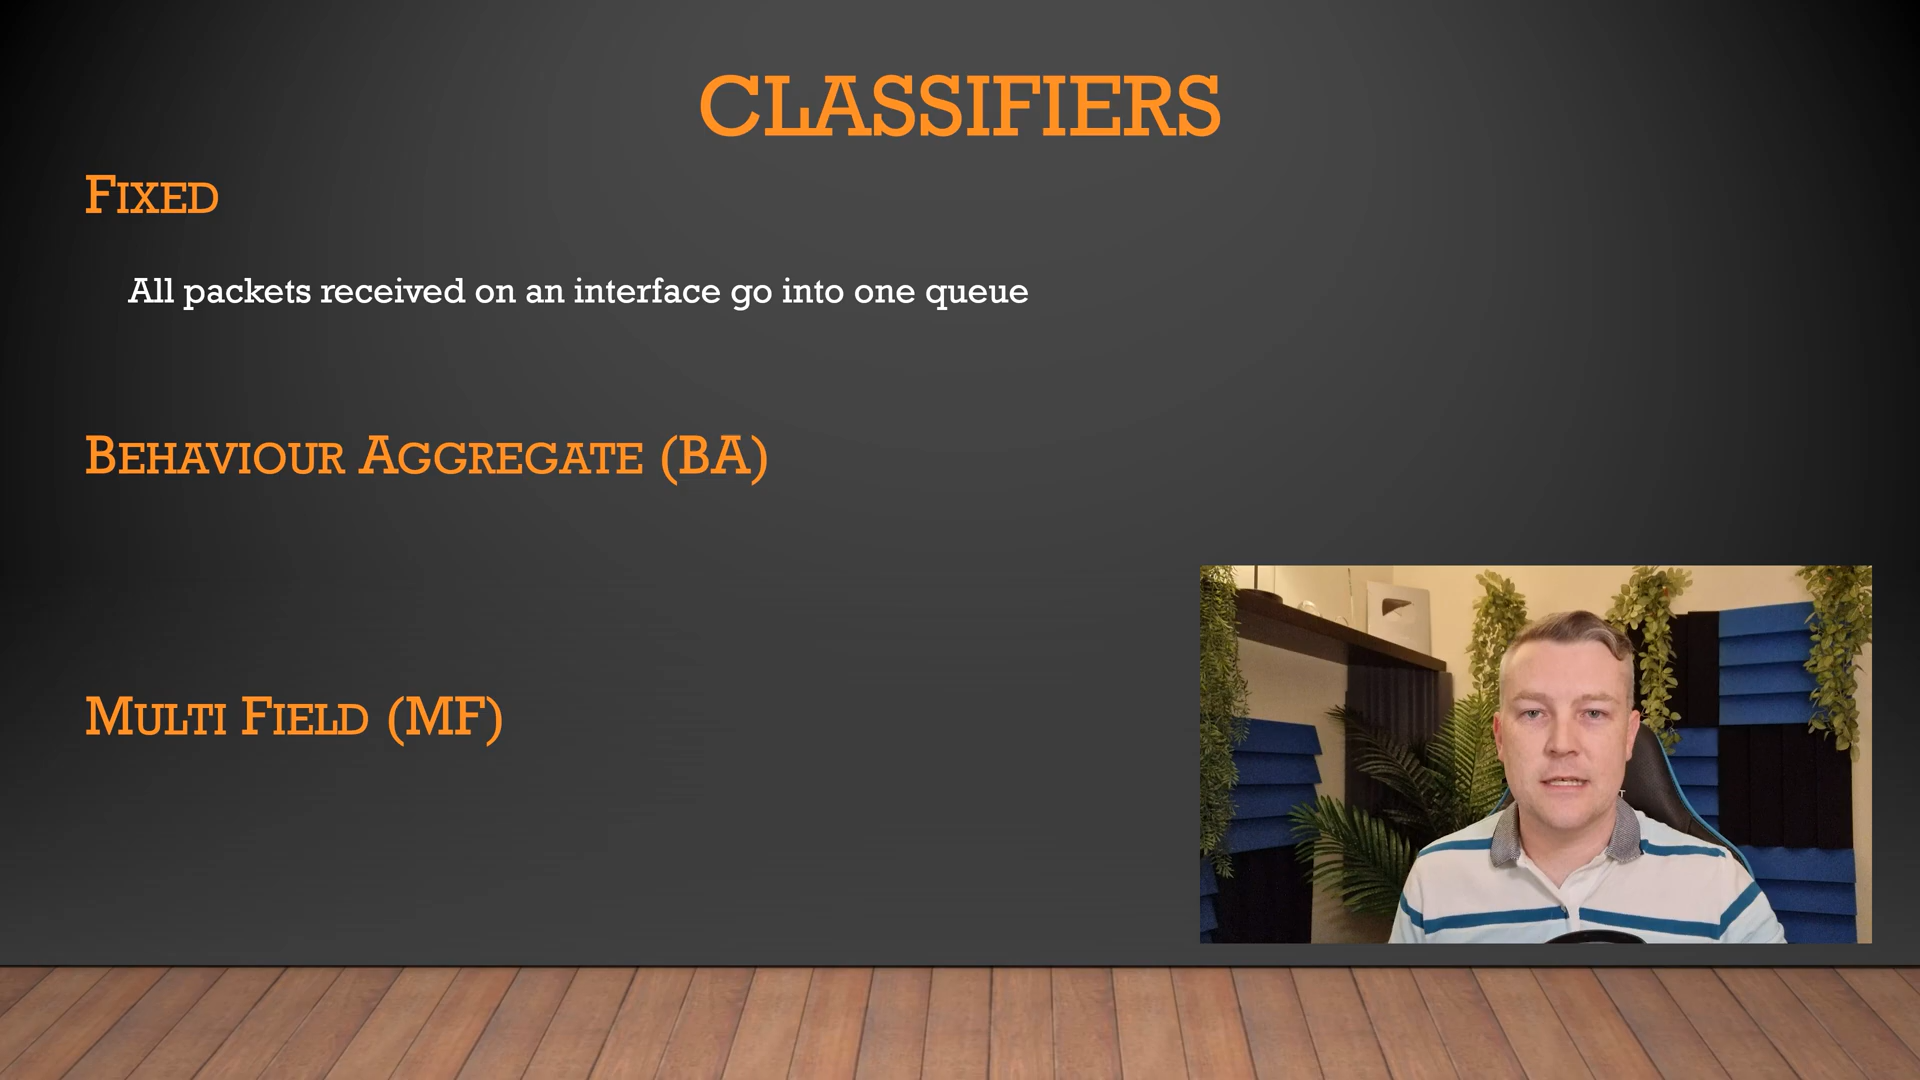 CLASSIFIERS
FIXED
All packets received on an interface go into one queue
BEHAVIOUR AGGREGATE (BA)
MULTI FIELD (MF)